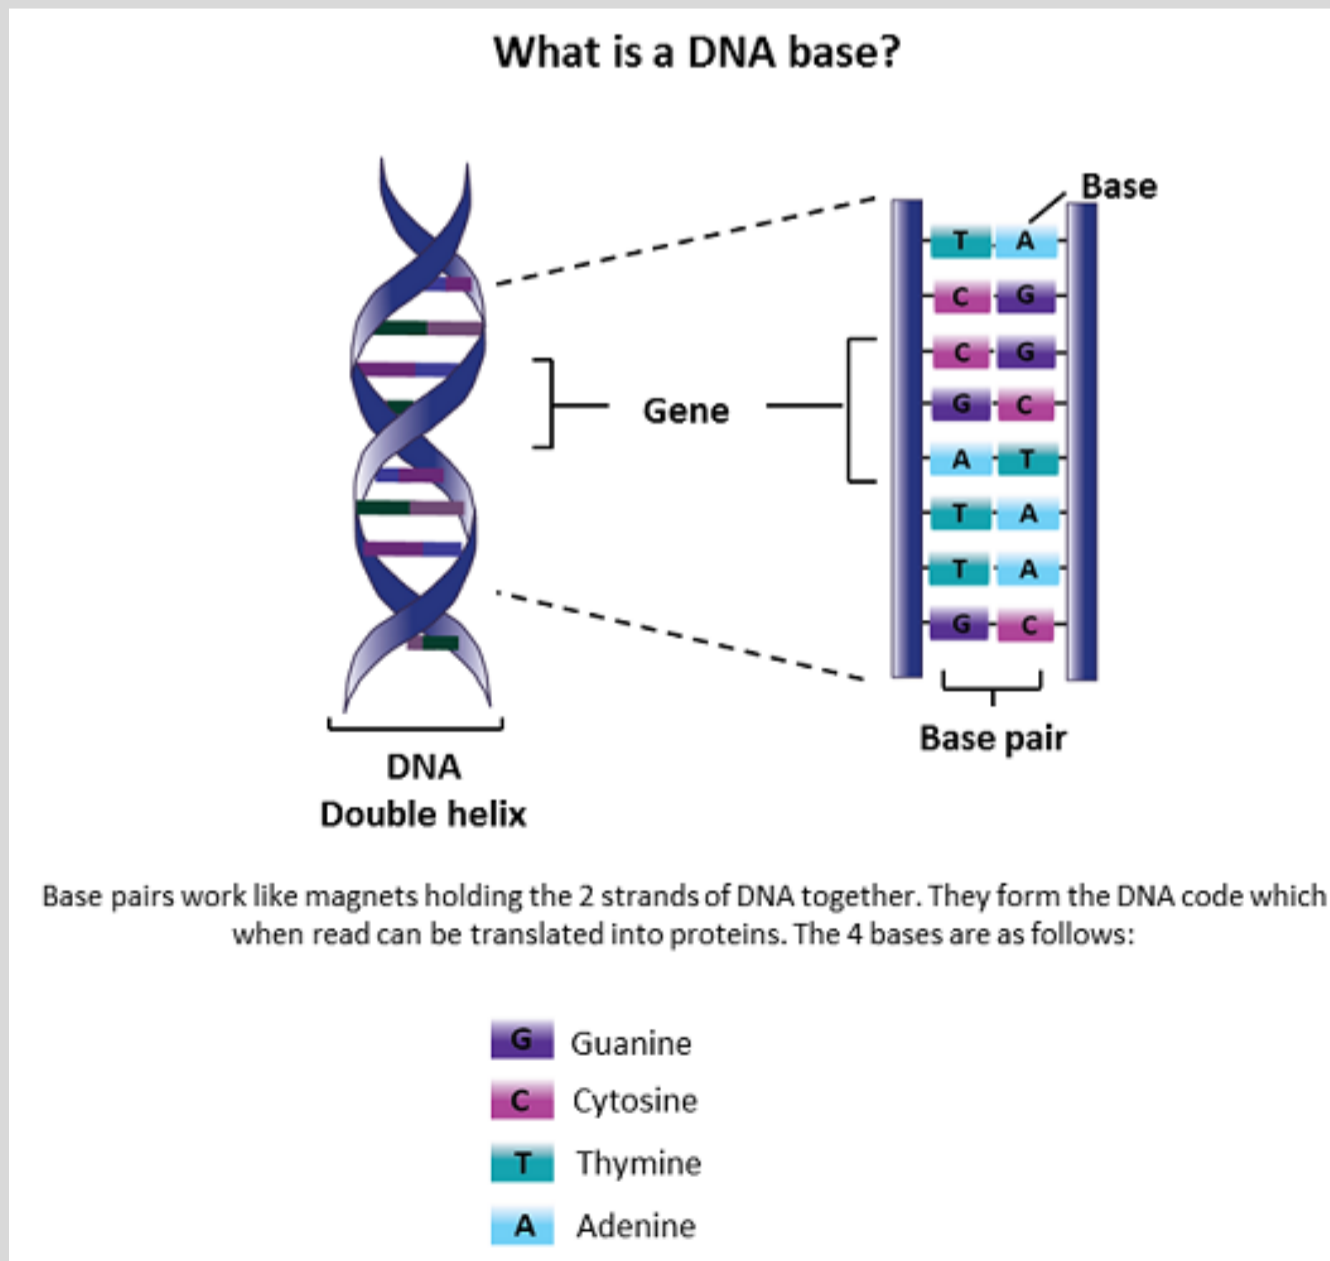 What is a DNA base?
Base
T A
C G
C G
Gene
G C
A T
T A
T A
G C
Base pair
DNA
Double helix
Base pairs work like magnets holding the 2 strands of DNA together. They form the DNA code which
when read can be translated into proteins. The 4 bases are as follows:
G Guanine
C Cytosine
T Thymine
A Adenine